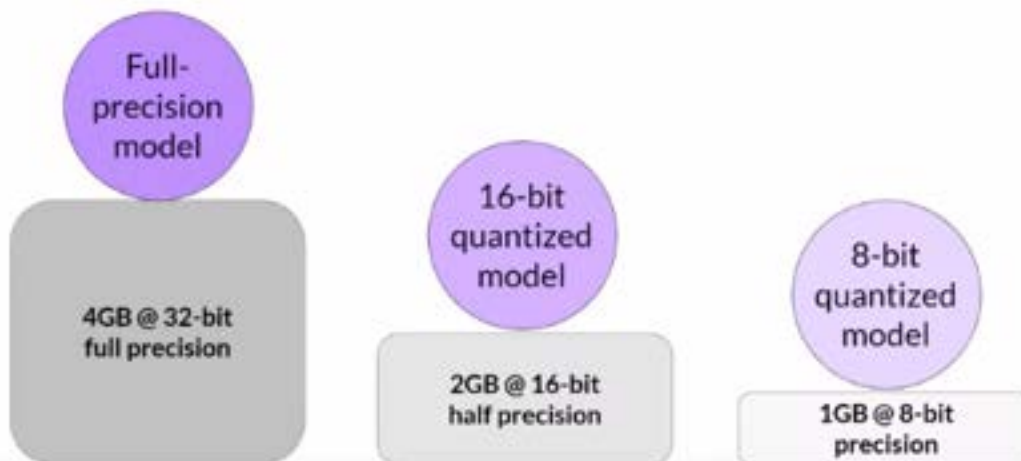 Full-
precision
model
4GB @ 32-bit
full precision
16-bit
quantized
model
2GB @ 16-bit
half precision
8-bit
quantized
model
1GB @ 8-bit
precision